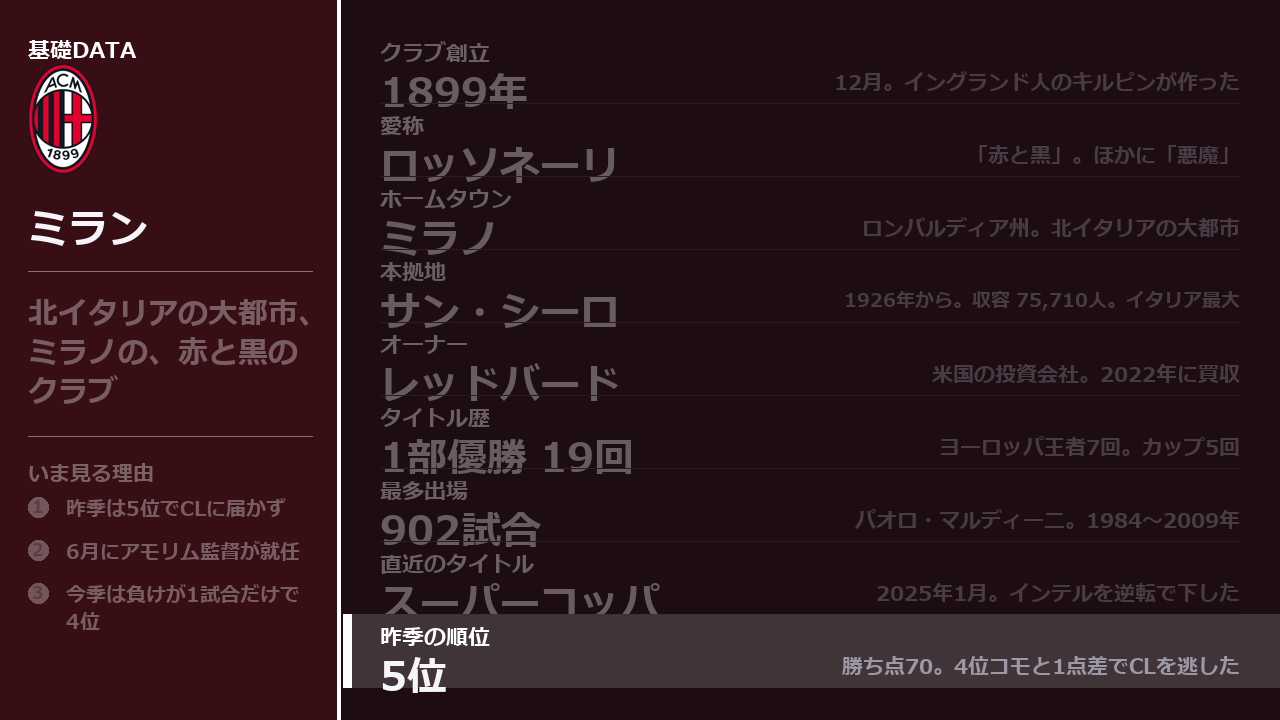 基礎DATA
ACM
1899
ミラン
北イタリアの大都市、
ミラノの、赤と黒の
クラブ
いま見る理由
1 昨季は5位でCLに届かず
2 6月にアモリム監督が就任
3 今季は負けが1試合だけで
4位
クラブ創立
1899年
12月。イングランド人のキルピンが作った
愛称
ロッソネーリ
「赤と黒」。ほかに「悪魔」
ホームタウン
ミラノ
ロンバルディア州。北イタリアの大都市
本拠地
サン・シーロ
1926年から。収容 75,710人。イタリア最大
オーナー
レッドバード
米国の投資会社。2022年に買収
タイトル歴
1部優勝 19回
ヨーロッパ王者7回。カップ5回
最多出場
902試合
パオロ・マルディーニ。1984〜2009年
直近のタイトル
スーパーコッパ
2025年1月。インテルを逆転で下した
昨季の順位
5位
勝ち点70。4位コモと1点差でCLを逃した